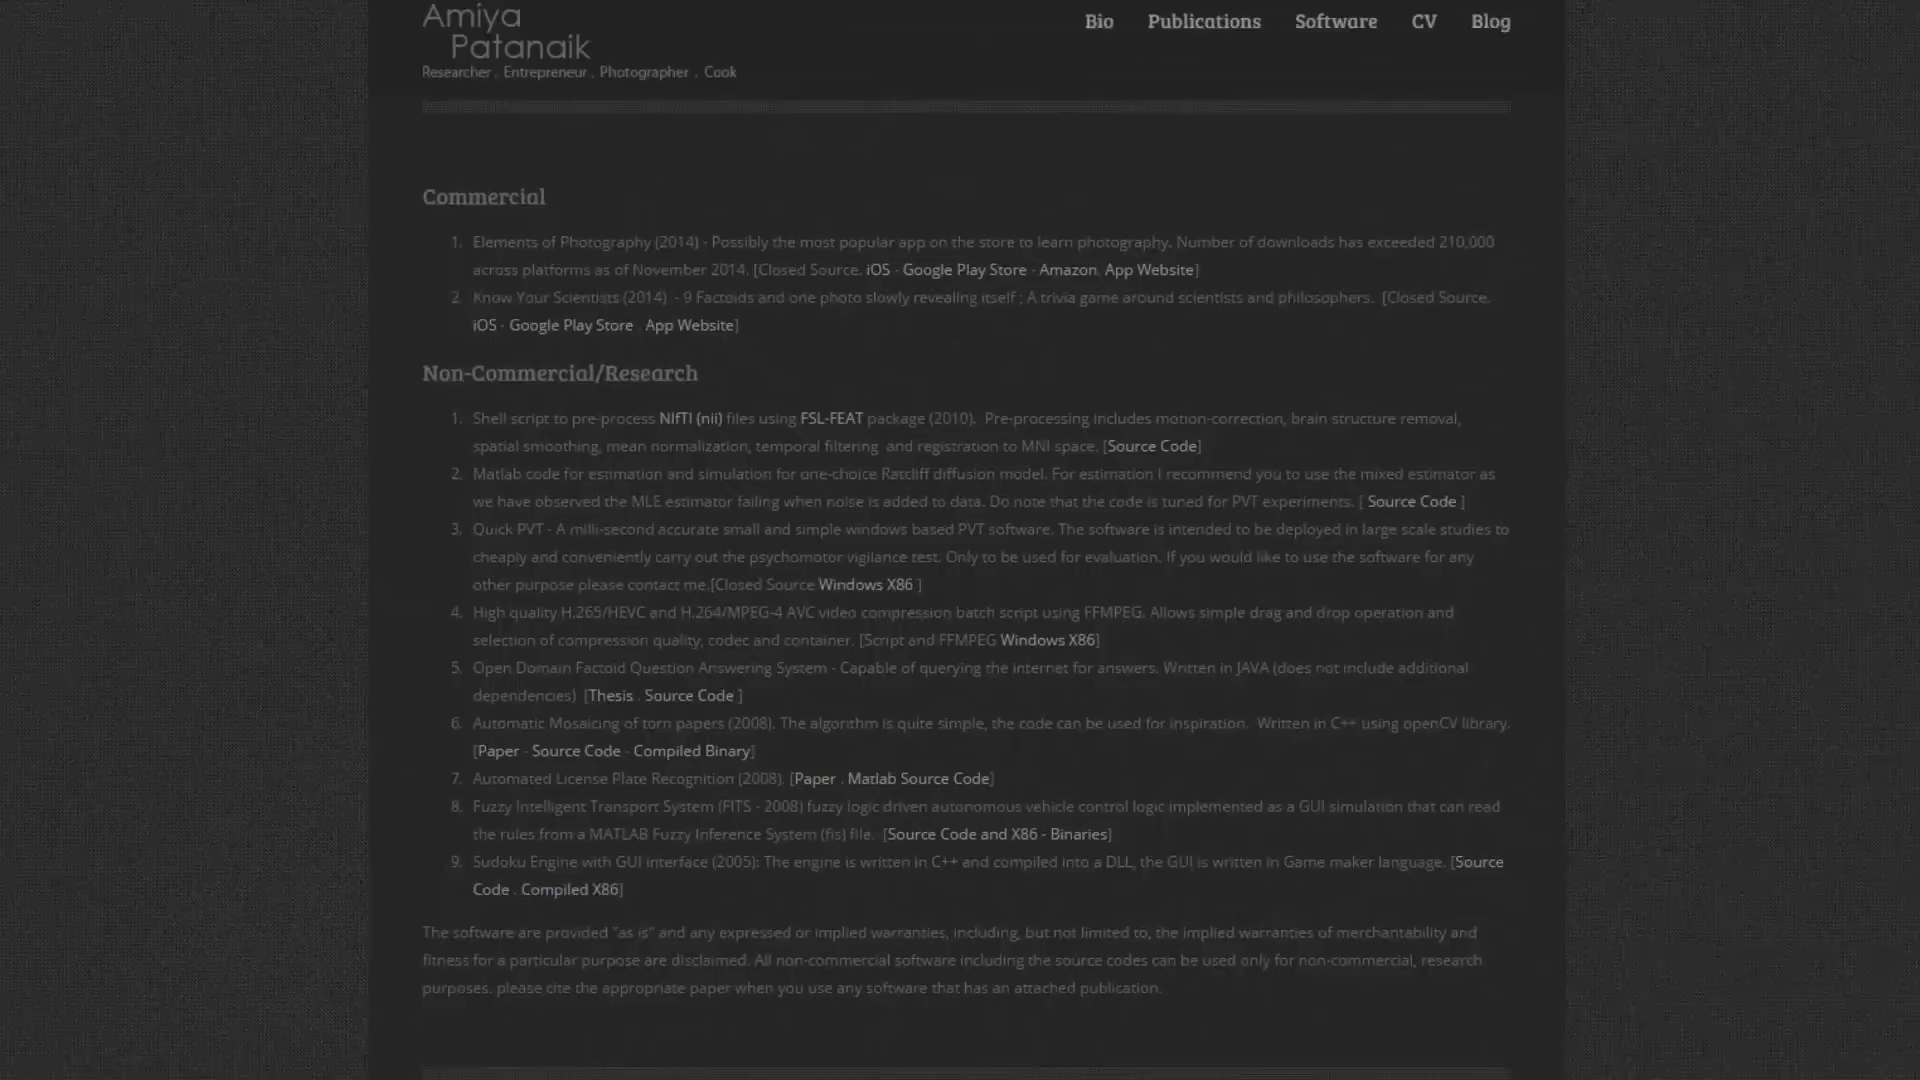 Amiya
Patanaik
Researcher . Entrepreneur . Photographer . Cook
Bio Publications Software CV Blog
Commercial
1. Elements of Photography (2014) - Possibly the most popular app on the store to learn photography. Number of downloads has exceeded 210,000
across platforms as of November 2014. [Closed Source. iOS - Google Play Store - Amazon. App Website]
2. Know Your Scientists (2014) - 9 Factoids and one photo slowly revealing itself ; A trivia game around scientists and philosophers. [Closed Source.
iOS - Google Play Store . App Website]
Non-Commercial/Research
1. Shell script to pre-process NIfTI (nii) files using FSL-FEAT package (2010). Pre-processing includes motion-correction, brain structure removal,
spatial smoothing, mean normalization, temporal filtering and registration to MNI space. [Source Code]
2. Matlab code for estimation and simulation for one-choice Ratcliff diffusion model. For estimation I recommend you to use the mixed estimator as
we have observed the MLE estimator failing when noise is added to data. Do note that the code is tuned for PVT experiments. [ Source Code ]
3. Quick PVT - A milli-second accurate small and simple windows based PVT software. The software is intended to be deployed in large scale studies to
cheaply and conveniently carry out the psychomotor vigilance test. Only to be used for evaluation. If you would like to use the software for any
other purpose please contact me.[Closed Source Windows X86 ]
4. High quality H.265/HEVC and H.264/MPEG-4 AVC video compression batch script using FFMPEG. Allows simple drag and drop operation and
selection of compression quality, codec and container. [Script and FFMPEG Windows X86]
5. Open Domain Factoid Question Answering System - Capable of querying the internet for answers. Written in JAVA (does not include additional
dependencies) [Thesis . Source Code ]
6. Automatic Mosaicing of torn papers (2008). The algorithm is quite simple, the code can be used for inspiration. Written in C++ using openCV library.
[Paper - Source Code - Compiled Binary]
7. Automated License Plate Recognition (2008). [Paper . Matlab Source Code]
8. Fuzzy Intelligent Transport System (FITS - 2008) fuzzy logic driven autonomous vehicle control logic implemented as a GUI simulation that can read
the rules from a MATLAB Fuzzy Inference System (fis) file. [Source Code and X86 - Binaries]
9. Sudoku Engine with GUI interface (2005): The engine is written in C++ and compiled into a DLL, the GUI is written in Game maker language. [Source
Code . Compiled X86]
The software are provided "as is" and any expressed or implied warranties, including, but not limited to, the implied warranties of merchantability and
fitness for a particular purpose are disclaimed. All non-commercial software including the source codes can be used only for non-commercial, research
purposes. please cite the appropriate paper when you use any software that has an attached publication.